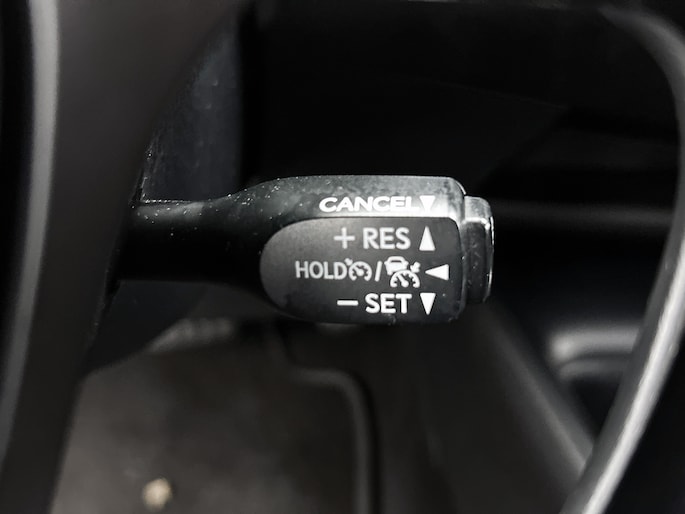 CANCEL ▼
+ RES ▲
HOLD / ◀
− SET ▼